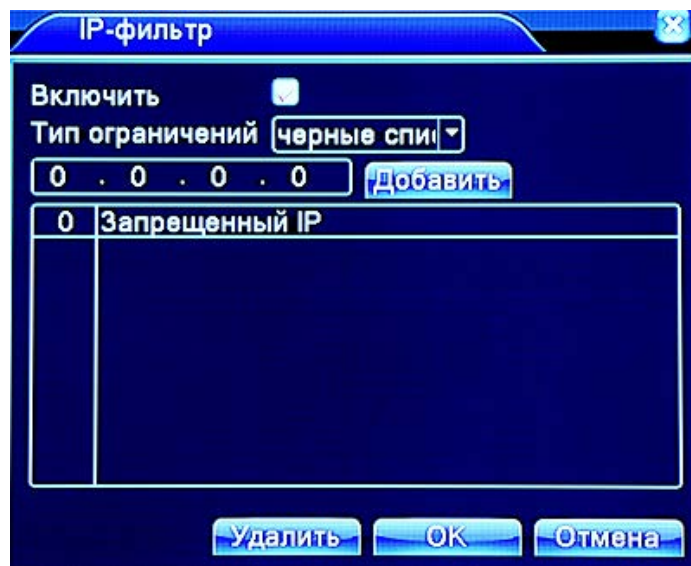 IP-фильтр
Включить
Тип ограничений черные спи
0 . 0 . 0 . 0 Добавить
0 Запрещенный IP
Удалить OK Отмена